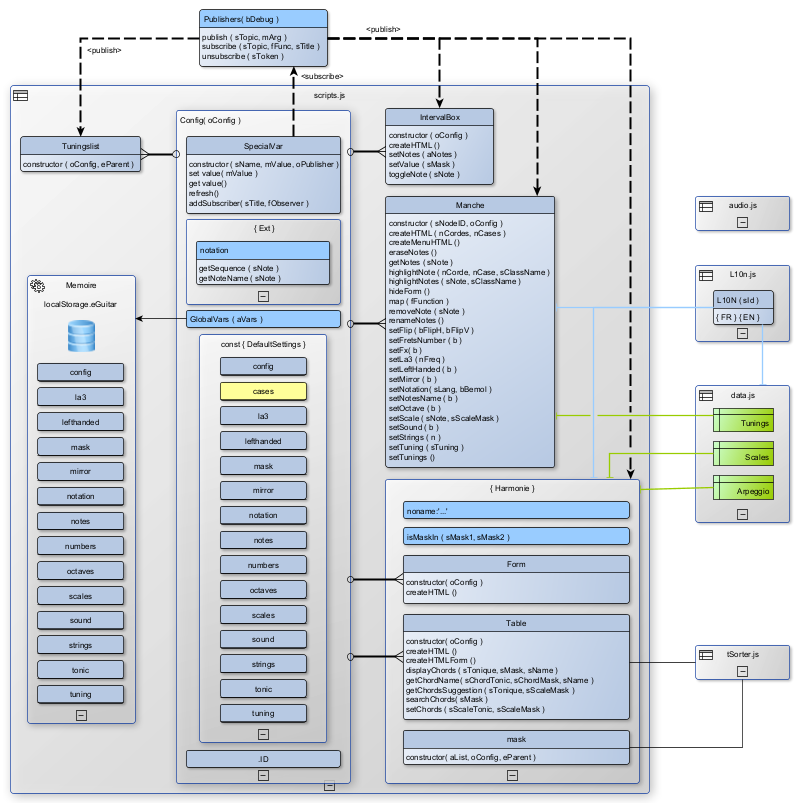 Publishers( bDebug )
publish ( sTopic, mArg )
subscribe ( sTopic, fFunc, sTitle )
unsubscribe ( sToken )
<publish>
<publish>
<subscribe>
scripts.js
Tuningslist
constructor ( oConfig, eParent )
Config( oConfig )
SpecialVar
constructor ( sName, mValue, oPublisher )
set value( mValue )
get value()
refresh()
addSubscriber( sTitle, fObserver )
{ Ext }
notation
getSequence ( sNote )
getNoteName ( sNote )
GlobalVars ( aVars )
const { DefaultSettings }
config
cases
la3
lefthanded
mask
mirror
notation
notes
numbers
octaves
scales
sound
strings
tonic
tuning
.ID
Memoire
localStorage.eGuitar
config
la3
lefthanded
mask
mirror
notation
notes
numbers
octaves
scales
sound
strings
tonic
tuning
IntervalBox
constructor ( oConfig )
createHTML ()
setNotes ( aNotes )
setValue ( sMask )
toggleNote ( sNote )
Manche
constructor ( sNodeID, oConfig )
createHTML ( nCordes, nCases )
createMenuHTML ()
eraseNotes ()
getNotes ( sNote )
highlightNote ( nCorde, nCase, sClassName )
highlightNotes ( sNote, sClassName )
hideForm ()
map ( fFunction )
removeNote ( sNote )
renameNotes ()
setFlip ( bFlipH, bFlipV )
setFretsNumber ( b )
setFx( b )
setLa3 ( nFreq )
setLeftHanded ( b )
setMirror ( b )
setNotation( sLang, bBemol )
setNotesName ( b )
setOctave ( b )
setScale ( sNote, sScaleMask )
setSound ( b )
setStrings ( n )
setTuning ( sTuning )
setTunings ()
{ Harmonie }
noname:'...'
isMaskIn ( sMask1, sMask2 )
Form
constructor( oConfig )
createHTML ()
Table
constructor( oConfig )
createHTML ()
createHTMLForm ()
displayChords ( sTonique, sMask, sName )
getChordName( sChordTonic, sChordMask, sName )
getChordsSuggestion ( sTonique, sScaleMask )
searchChords( sMask )
setChords ( sScaleTonic, sScaleMask )
mask
constructor( aList, oConfig, eParent )
audio.js
L10n.js
L10N ( sId )
{ FR } { EN }
data.js
Tunings
Scales
Arpeggio
tSorter.js